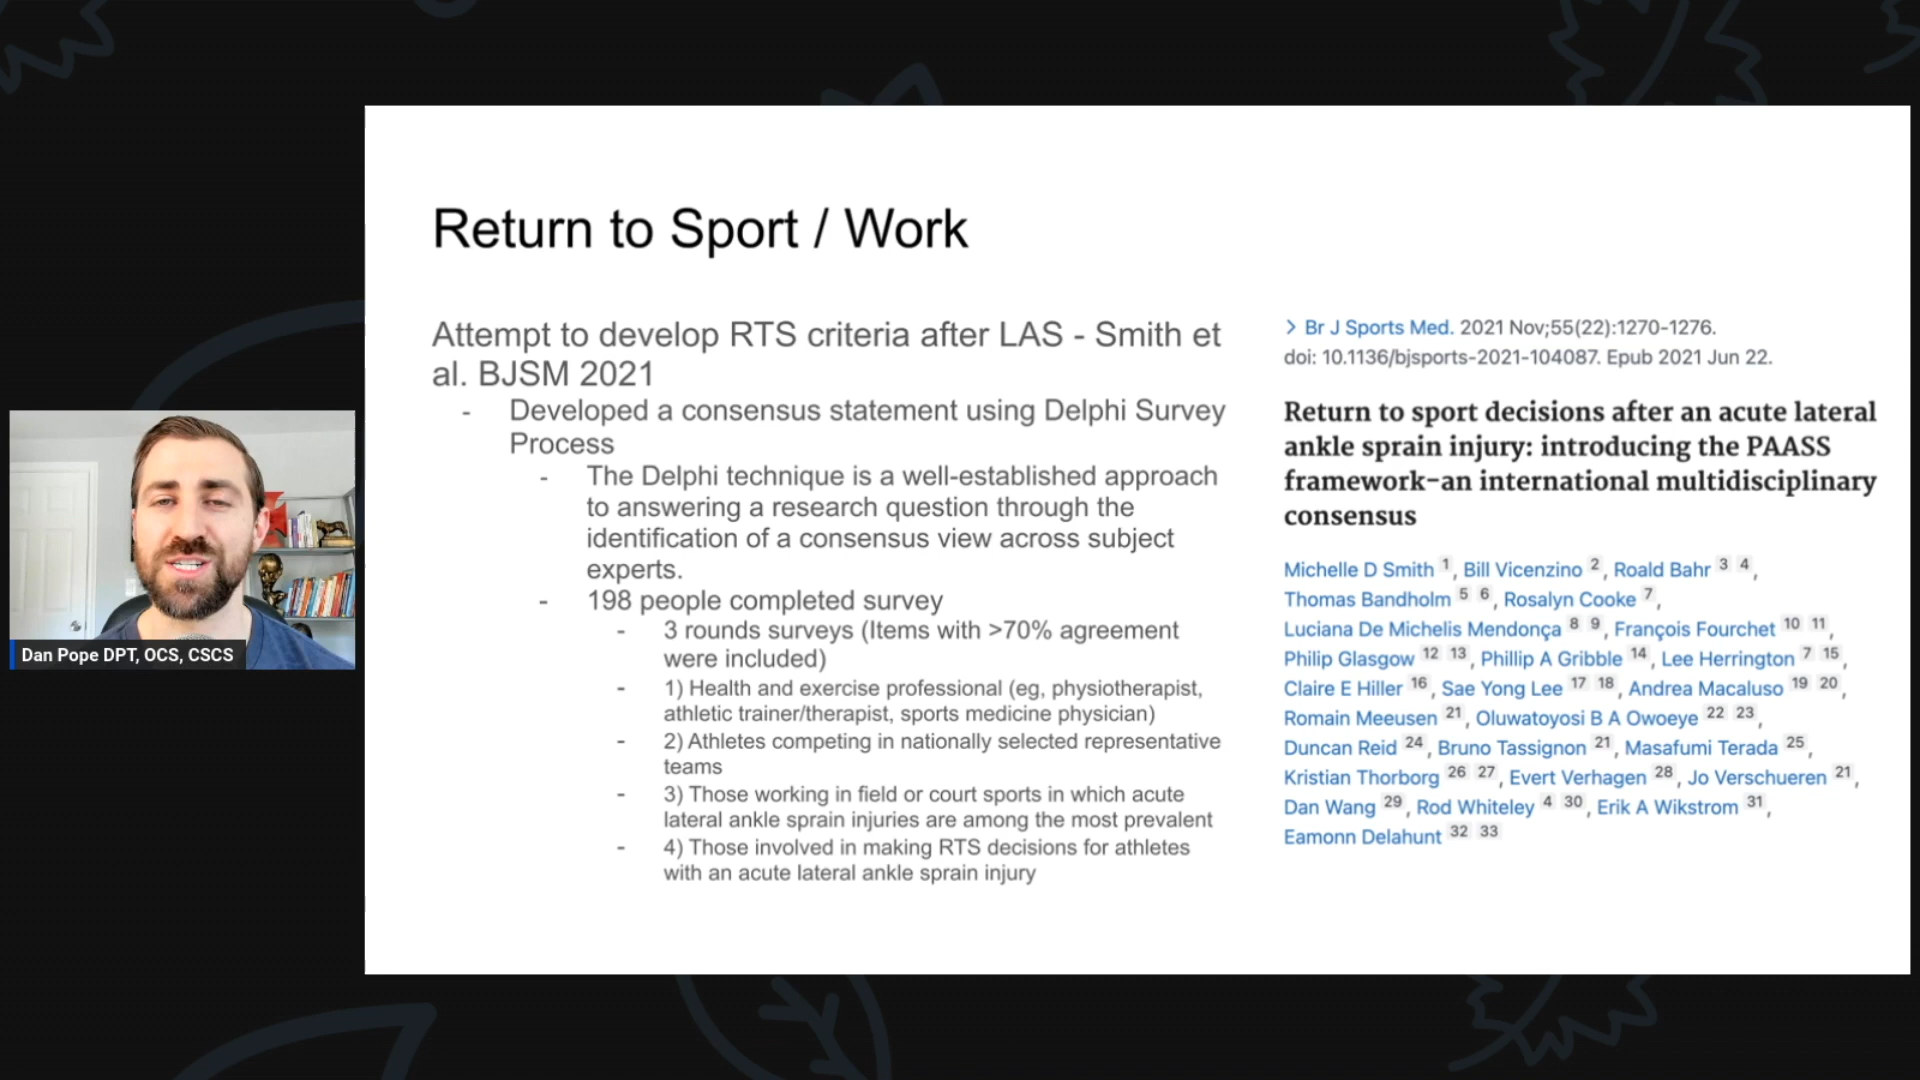 Return to Sport / Work
Attempt to develop RTS criteria after LAS - Smith et
al. BJSM 2021
- Developed a consensus statement using Delphi Survey
Process
- The Delphi technique is a well-established approach
to answering a research question through the
identification of a consensus view across subject
experts.
- 198 people completed survey
- 3 rounds surveys (Items with >70% agreement
were included)
- 1) Health and exercise professional (eg, physiotherapist,
athletic trainer/therapist, sports medicine physician)
- 2) Athletes competing in nationally selected representative
teams
- 3) Those working in field or court sports in which acute
lateral ankle sprain injuries are among the most prevalent
- 4) Those involved in making RTS decisions for athletes
with an acute lateral ankle sprain injury
> Br J Sports Med. 2021 Nov;55(22):1270-1276.
doi: 10.1136/bjsports-2021-104087. Epub 2021 Jun 22.
Return to sport decisions after an acute lateral
ankle sprain injury: introducing the PAASS
framework-an international multidisciplinary
consensus
Michelle D Smith 1, Bill Vicenzino 2, Roald Bahr 3 4,
Thomas Bandholm 5 6, Rosalyn Cooke 7,
Luciana De Michelis Mendonça 8 9, François Fourchet 10 11,
Philip Glasgow 12 13, Phillip A Gribble 14, Lee Herrington 7 15,
Claire E Hiller 16, Sae Yong Lee 17 18, Andrea Macaluso 19 20,
Romain Meeusen 21, Oluwatoyosi B A Owoeye 22 23,
Duncan Reid 24, Bruno Tassignon 21, Masafumi Terada 25,
Kristian Thorborg 26 27, Evert Verhagen 28, Jo Verschueren 21,
Dan Wang 29, Rod Whiteley 4 30, Erik A Wikstrom 31,
Eamonn Delahunt 32 33
Dan Pope DPT, OCS, CSCS